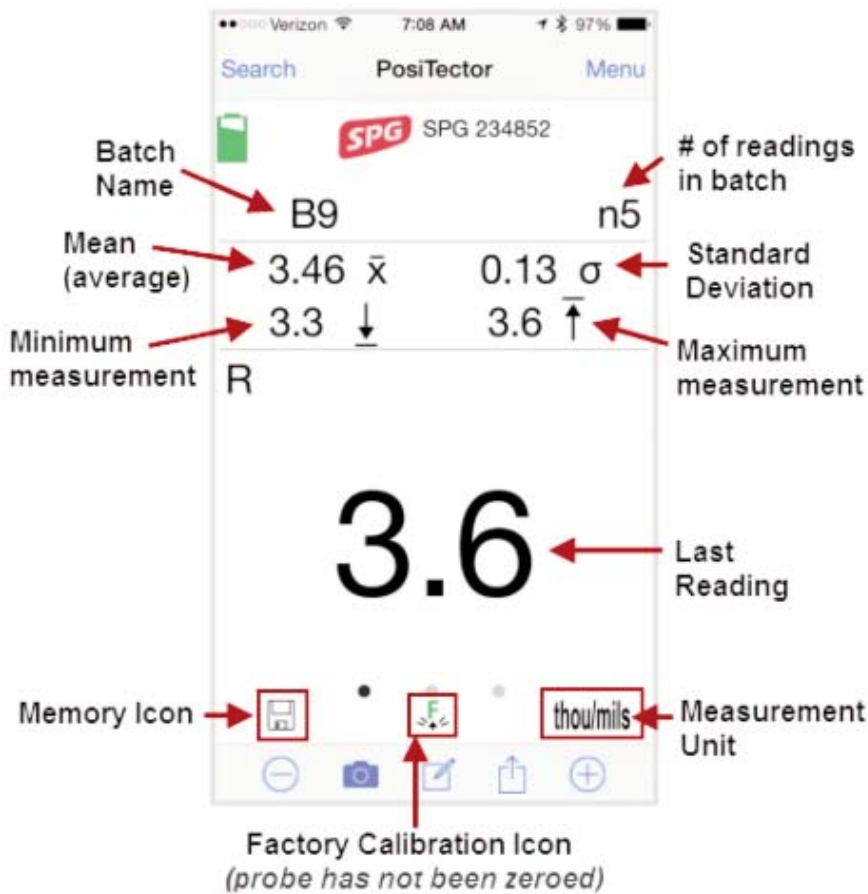 Verizon 7:08 AM 97%
Search PosiTector Menu
SPG SPG 234852
Batch
Name
# of readings
in batch
B9 n5
Mean
(average)
3.46 x̄ 0.13 σ
Standard
Deviation
Minimum
measurement
3.3 3.6
Maximum
measurement
R
3.6
Last
Reading
Memory Icon
F
thou/mils
Measurement
Unit
Factory Calibration Icon
(probe has not been zeroed)